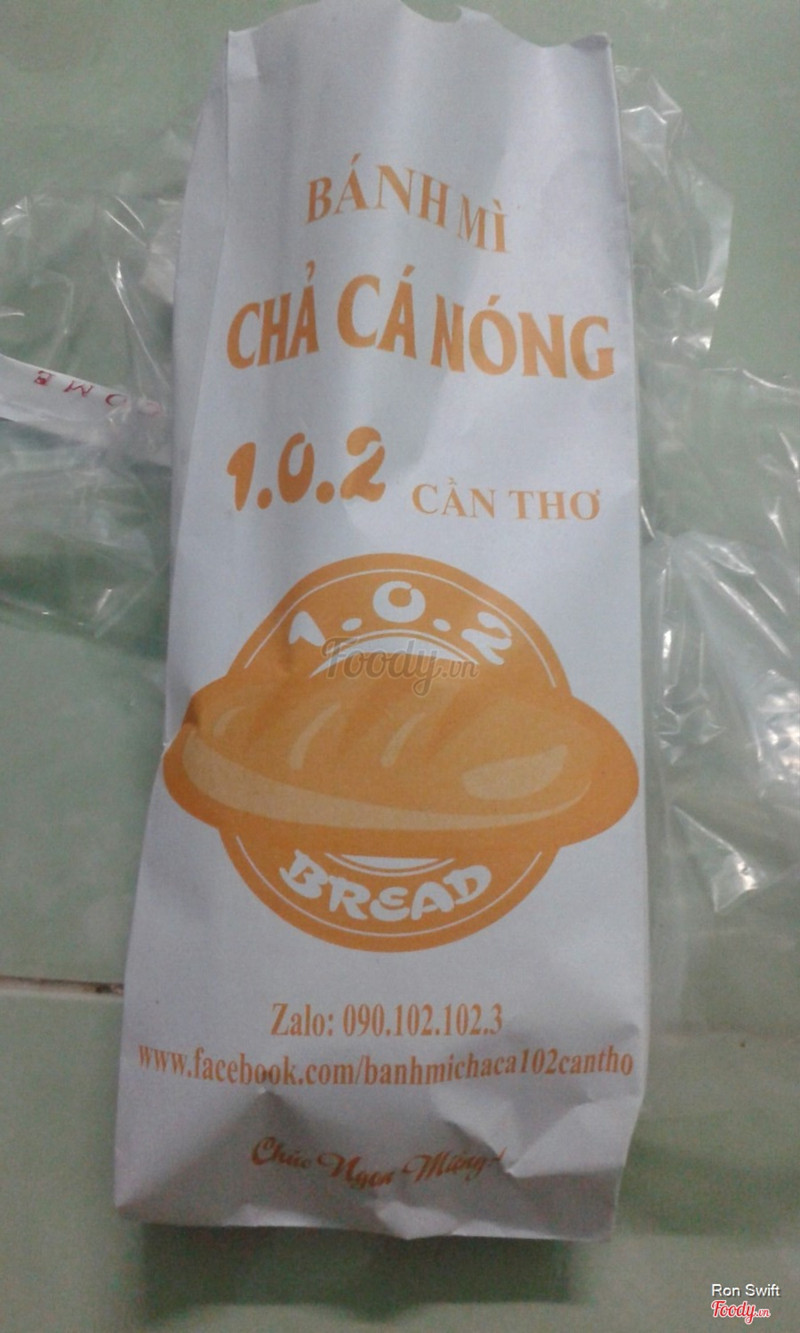 BÁNH MÌ
CHẢ CÁ NÓNG
1.0.2 CẦN THƠ
1.0.2
Foody.vn
BREAD
Zalo: 090.102.102.3
www.facebook.com/banhmichaca102cantho
Chúc Ngon Miệng
Ron Swift
Foody.vn